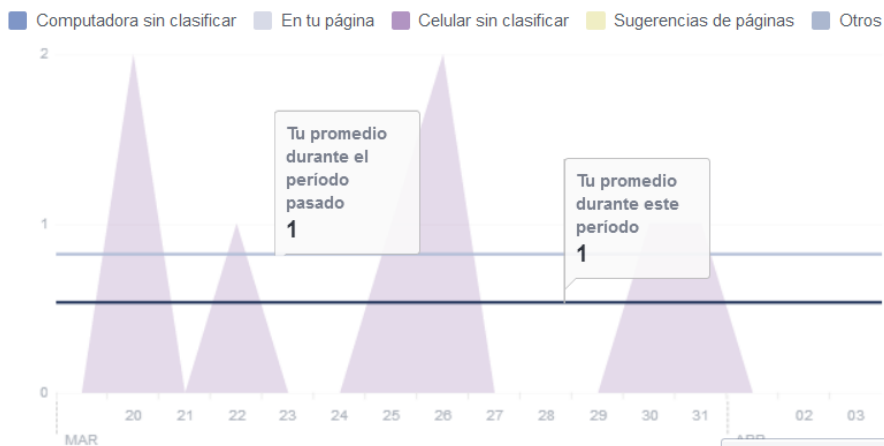 Computadora sin clasificar En tu página Celular sin clasificar Sugerencias de páginas Otros
2
Tu promedio
durante el
período
pasado
1
Tu promedio
durante este
período
1
1
0
20 21 22 23 24 25 26 27 28 29 30 31 02 03
MAR APR